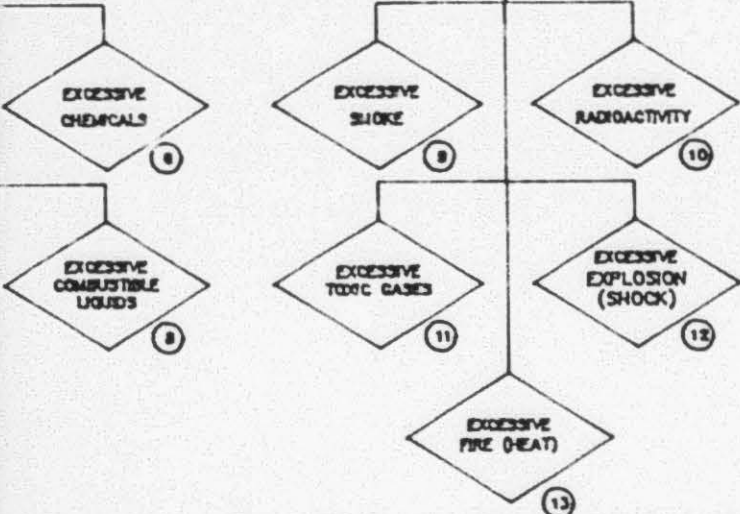 EXCESSIVE
CHEMICALS
6
EXCESSIVE
SMOKE
9
EXCESSIVE
RADIOACTIVITY
10
EXCESSIVE
COMBUSTIBLE
LIQUIDS
EXCESSIVE
TOXIC GASES
11
EXCESSIVE
EXPLOSION
(SHOCK)
12
EXCESSIVE
FIRE (HEAT)
13